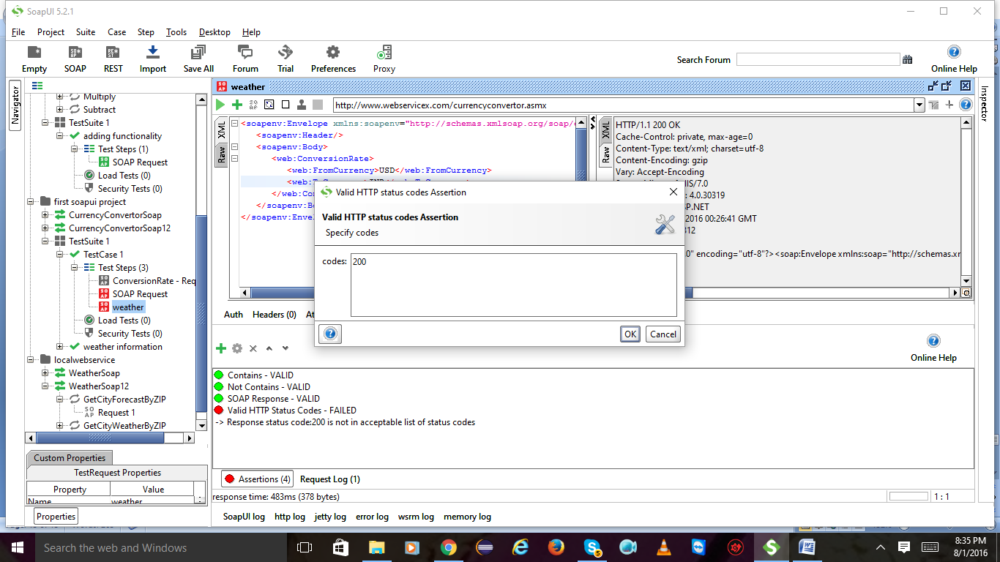 SoapUI 5.2.1
File Project Suite Case Step Tools Desktop Help
Empty SOAP REST Import Save All Forum Trial Preferences Proxy
Search Forum
Online Help
Navigator
Multiply
Subtract
TestSuite 1
adding functionality
Test Steps (1)
SOAP Request
Load Tests (0)
Security Tests (0)
first soapui project
CurrencyConvertorSoap
CurrencyConvertorSoap12
TestSuite 1
TestCase 1
Test Steps (3)
ConversionRate - Req
SOAP Request
weather
Load Tests (0)
Security Tests (0)
weather information
localwebservice
WeatherSoap
WeatherSoap12
GetCityForecastByZIP
Request 1
GetCityWeatherByZIP
Custom Properties
TestRequest Properties
Property Value
Name weather
Properties
weather
http://www.webservicex.com/currencyconvertor.asmx
XML
Raw
<soapenv:Envelope xmlns:soapenv="http://schemas.xmlsoap.org/soap/
<soapenv:Header/>
<soapenv:Body>
<web:ConversionRate>
<web:FromCurrency>USD</web:FromCurrency>
</web:Con
</soapenv:Bo
</soapenv:Enve
XML
Raw
HTTP/1.1 200 OK
Cache-Control: private, max-age=0
Content-Type: text/xml; charset=utf-8
Content-Encoding: gzip
Vary: Accept-Encoding
IIS/7.0
: 4.0.30319
P.NET
2016 00:26:41 GMT
312
0" encoding="utf-8"?><soap:Envelope xmlns:soap="http://schemas.xr
Inspector
Valid HTTP status codes Assertion
Valid HTTP status codes Assertion
Specify codes
codes: 200
OK Cancel
Auth Headers (0) At
Online Help
Contains - VALID
Not Contains - VALID
SOAP Response - VALID
Valid HTTP Status Codes - FAILED
-> Response status code:200 is not in acceptable list of status codes
Assertions (4) Request Log (1)
response time: 483ms (378 bytes)
1 : 1
SoapUI log http log jetty log error log wsrm log memory log
Search the web and Windows
5
8:35 PM
8/1/2016